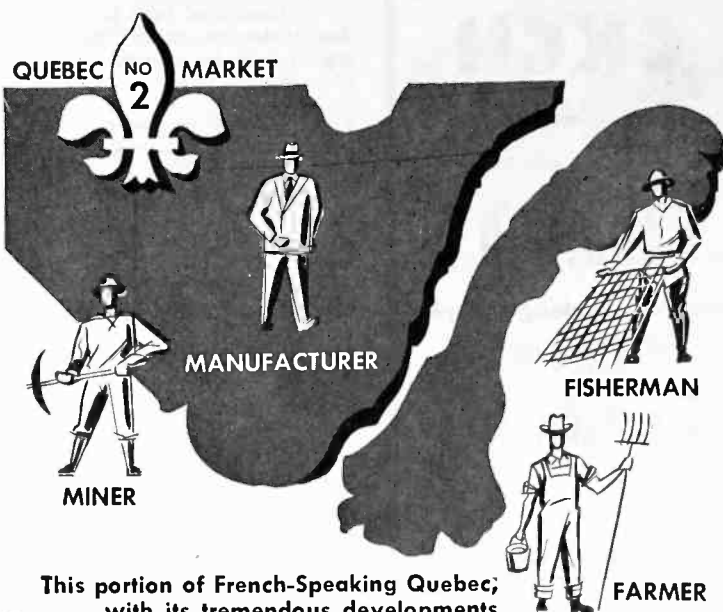 QUEBEC NO 2 MARKET
MANUFACTURER
FISHERMAN
MINER
FARMER
This portion of French-Speaking Quebec,
with its tremendous developments